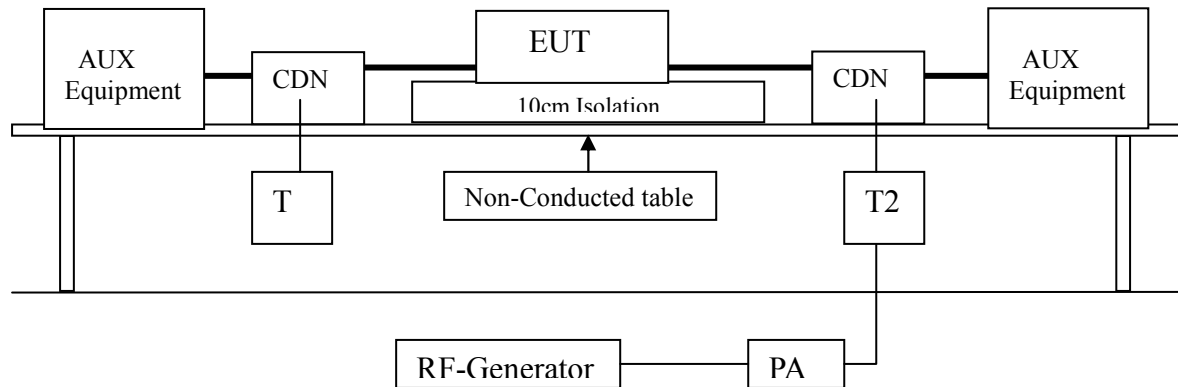 AUX
Equipment
CDN
EUT
10cm Isolation
CDN
AUX
Equipment
T
Non-Conducted table
T2
RF-Generator
PA